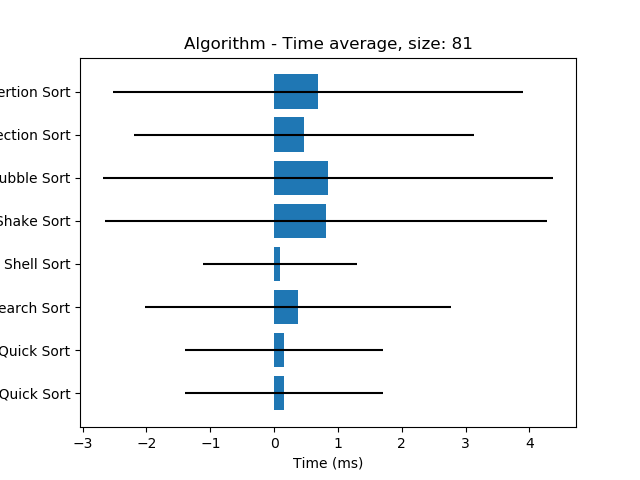 Algorithm - Time average, size: 81
ertion Sort
ection Sort
ubble Sort
Shake Sort
Shell Sort
earch Sort
Quick Sort
Quick Sort
−3 −2 −1 0 1 2 3 4
Time (ms)